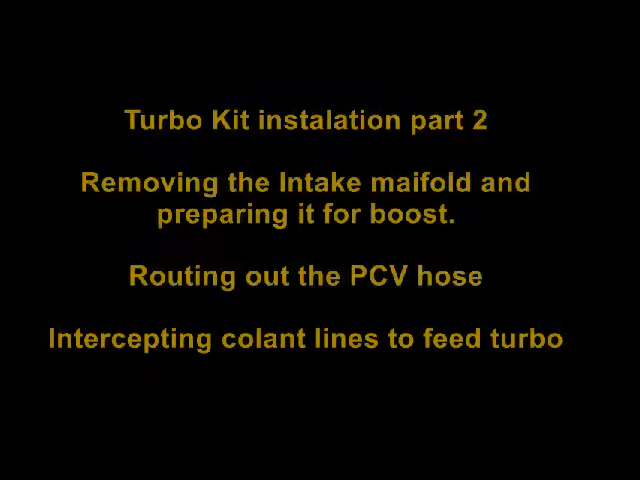 Turbo Kit instalation part 2
Removing the Intake maifold and
preparing it for boost.
Routing out the PCV hose
Intercepting colant lines to feed turbo